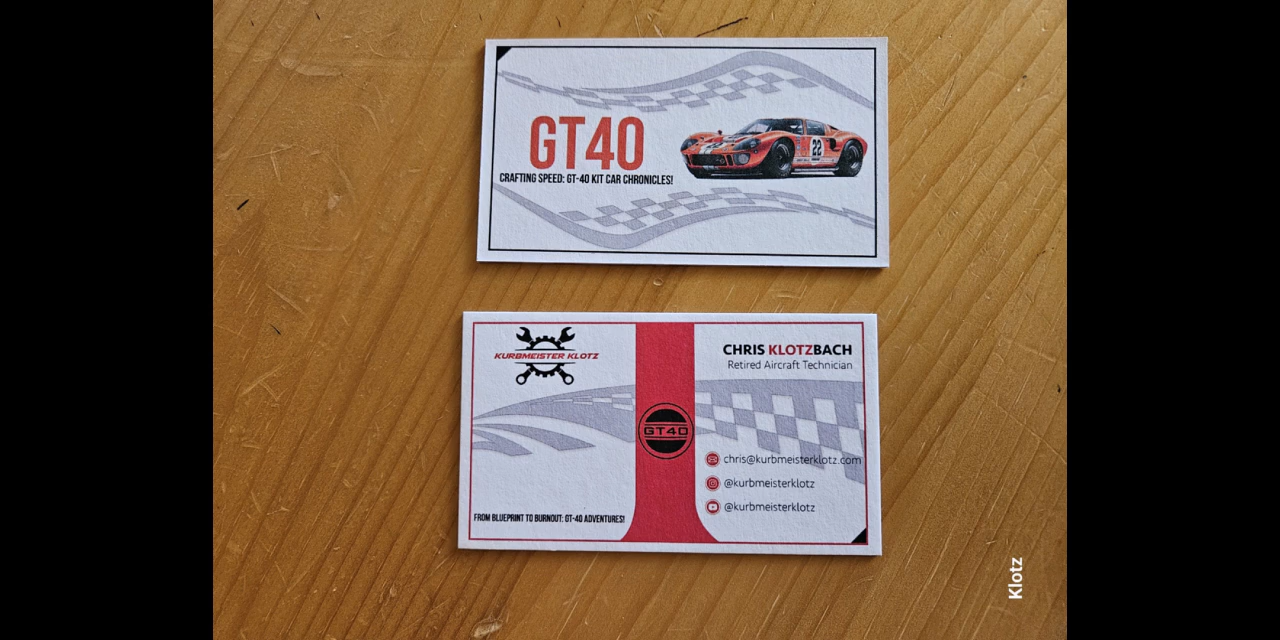 GT40
CRAFTING SPEED: GT-40 KIT CAR CHRONICLES!
22
KURBMEISTER KLOTZ
CHRIS KLOTZBACH
Retired Aircraft Technician
GT40
chris@kurbmeisterklotz.com
@kurbmeisterklotz
@kurbmeisterklotz
FROM BLUEPRINT TO BURNOUT: GT-40 ADVENTURES!
Klotz